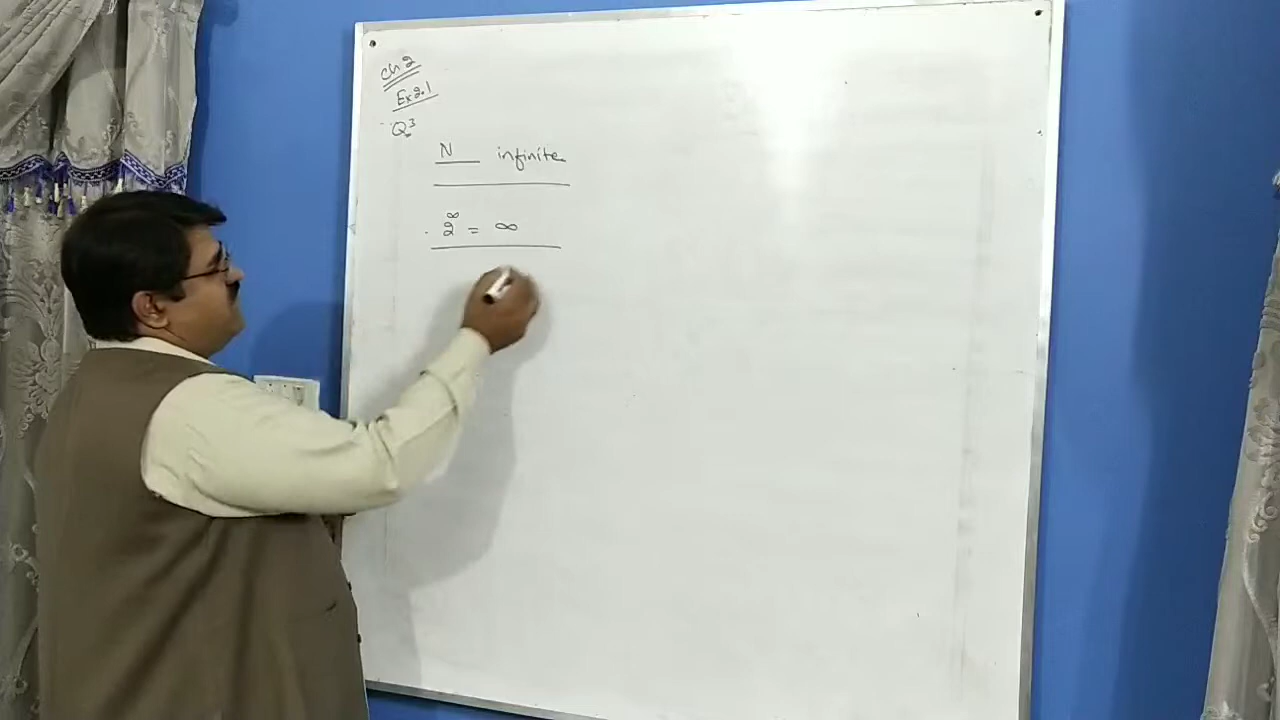 Ch 2
Ex 2.1
Q3
N infinite
2^∞ = ∞